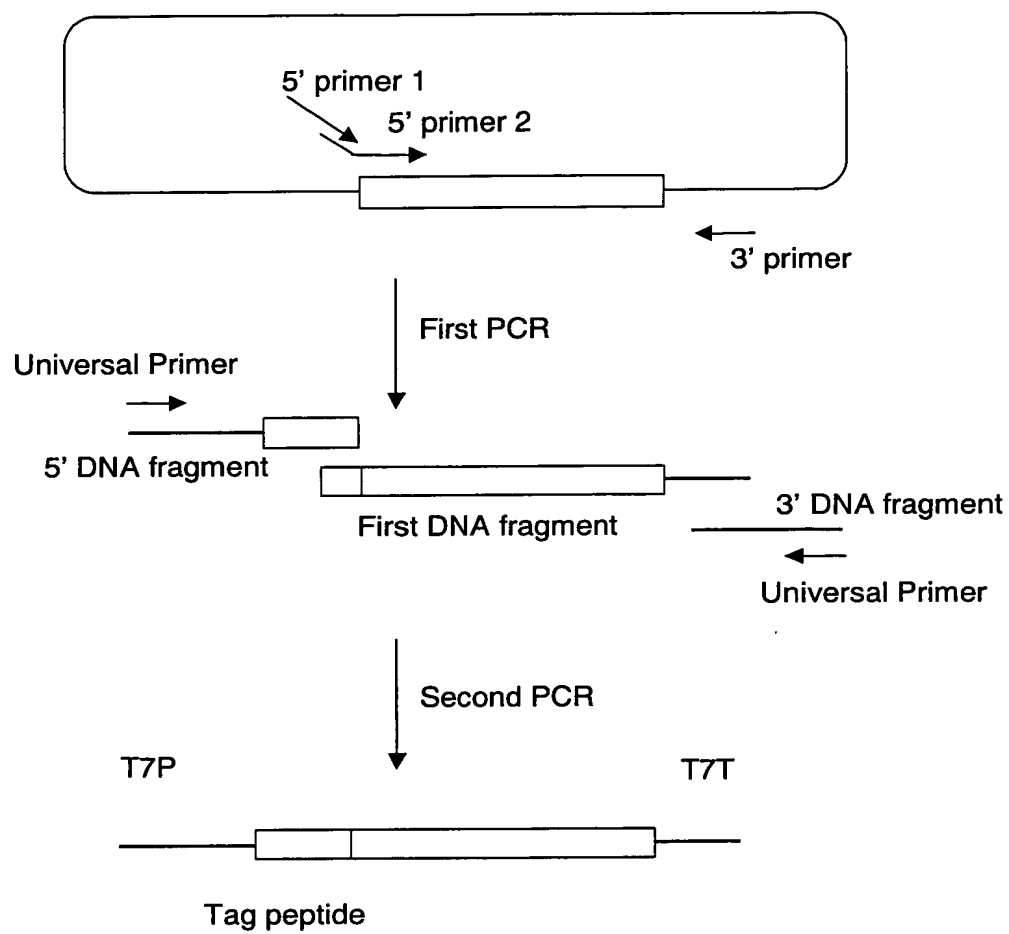 5' primer 1
5' primer 2
3' primer
First PCR
Universal Primer
5' DNA fragment
3' DNA fragment
First DNA fragment
Universal Primer
Second PCR
T7P
T7T
Tag peptide